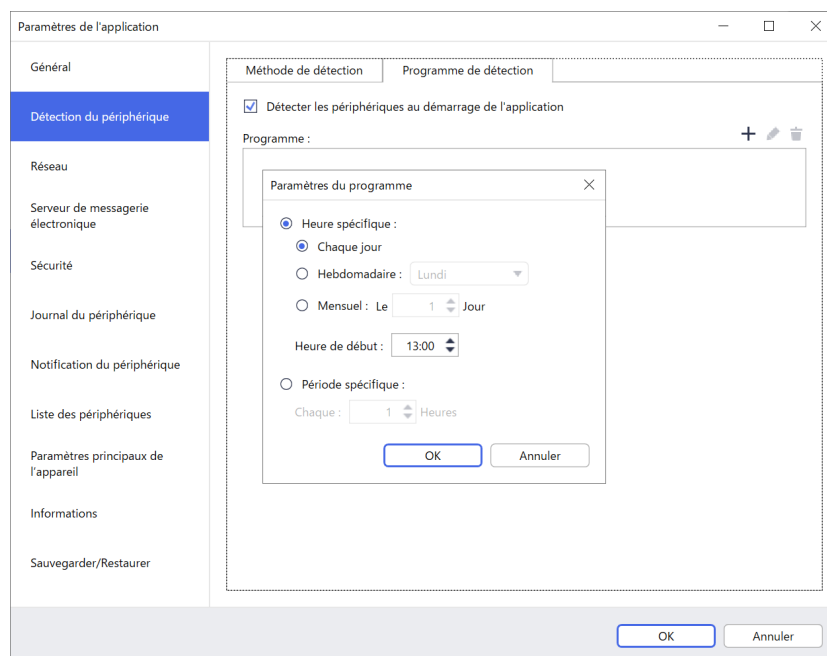 Paramètres de l'application
Général
Détection du périphérique
Réseau
Serveur de messagerie
électronique
Sécurité
Journal du périphérique
Notification du périphérique
Liste des périphériques
Paramètres principaux de
l'appareil
Informations
Sauvegarder/Restaurer
Méthode de détection
Programme de détection
Détecter les périphériques au démarrage de l'application
Programme :
Paramètres du programme
Heure spécifique :
Chaque jour
Hebdomadaire : Lundi
Mensuel : Le 1 Jour
Heure de début : 13:00
Période spécifique :
Chaque : 1 Heures
OK Annuler
OK Annuler